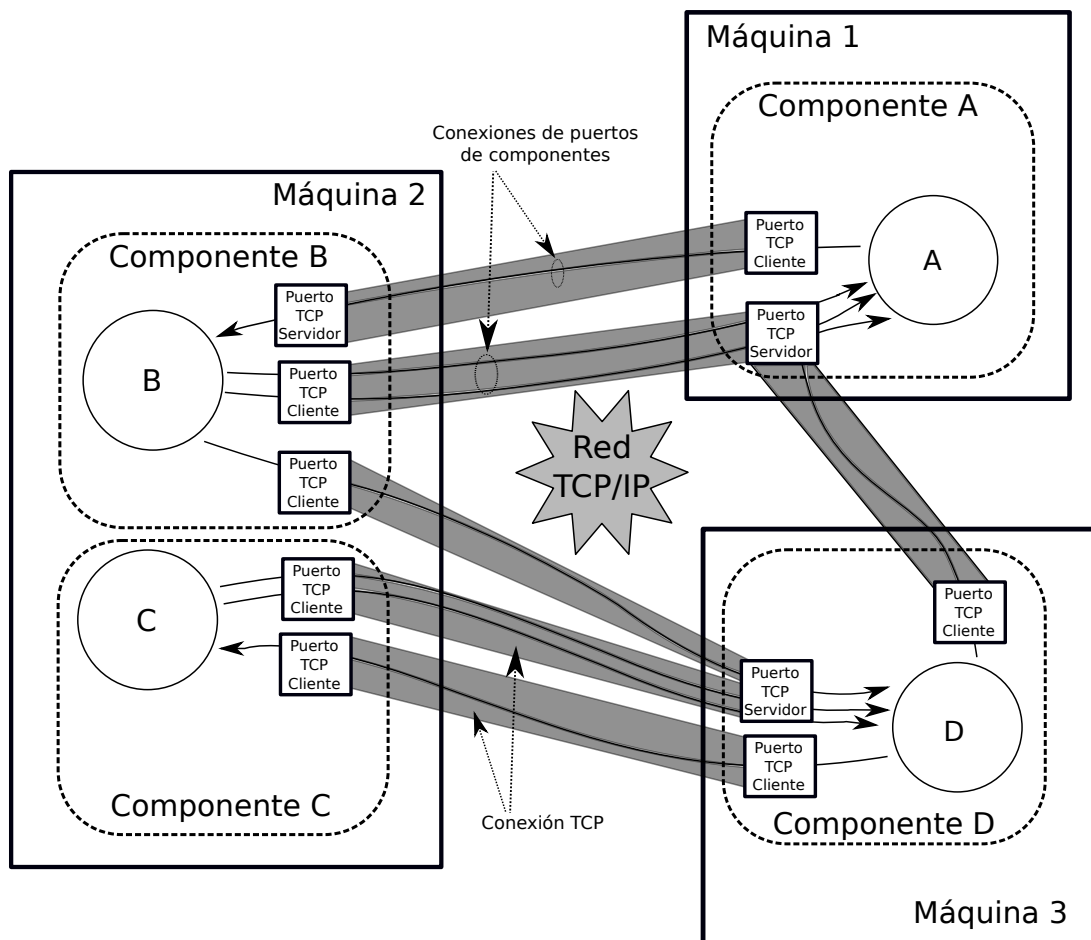 Máquina 1
Componente A
Conexiones de puertos
de componentes
Máquina 2
Puerto
TCP
Cliente
A
Componente B
Puerto
TCP
Servidor
Puerto
TCP
Servidor
B
Puerto
TCP
Cliente
Red
TCP/IP
Puerto
TCP
Cliente
C
Puerto
TCP
Cliente
Puerto
TCP
Cliente
Puerto
TCP
Cliente
Puerto
TCP
Servidor
D
Puerto
TCP
Cliente
Componente C
Conexión TCP
Componente D
Máquina 3